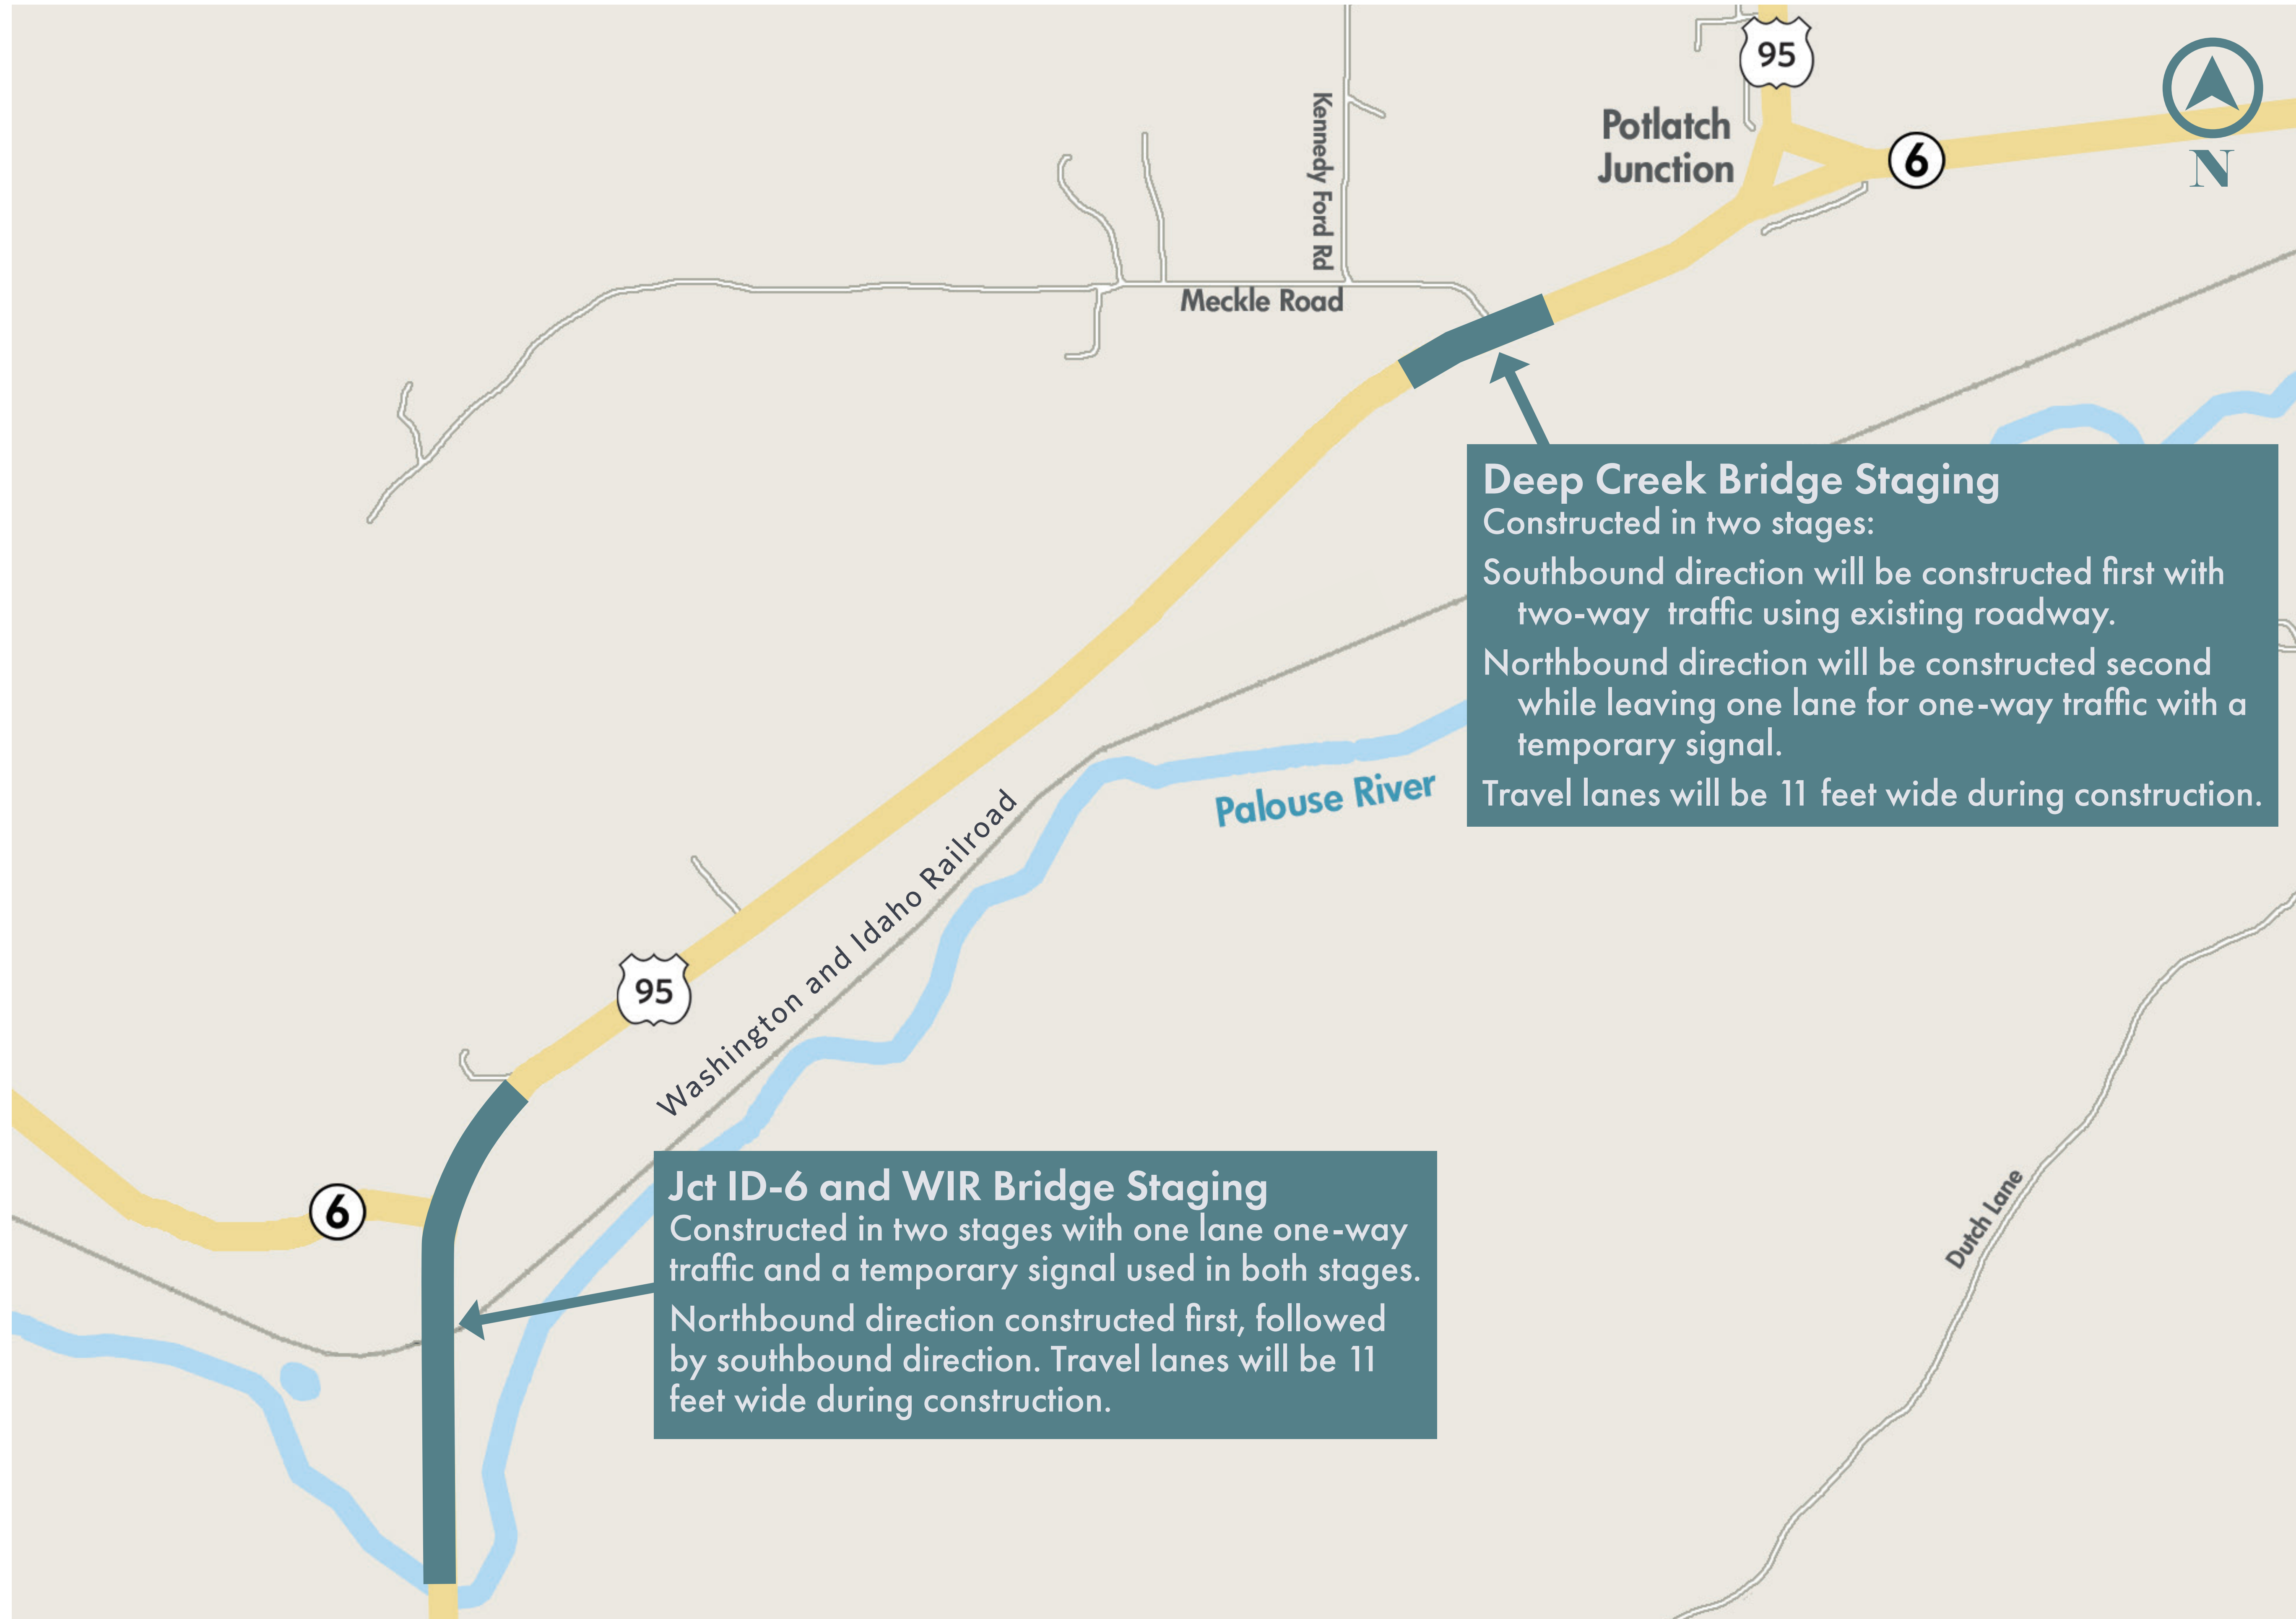 95
Potlatch
Junction
6
N
Kennedy Ford Rd
Meckle Road
Deep Creek Bridge Staging
Constructed in two stages:
Southbound direction will be constructed first with
two-way traffic using existing roadway.
Northbound direction will be constructed second
while leaving one lane for one-way traffic with a
temporary signal.
Travel lanes will be 11 feet wide during construction.
Palouse River
Washington and Idaho Railroad
95
6
Jct ID-6 and WIR Bridge Staging
Constructed in two stages with one lane one-way
traffic and a temporary signal used in both stages.
Northbound direction constructed first, followed
by southbound direction. Travel lanes will be 11
feet wide during construction.
Dutch Lane